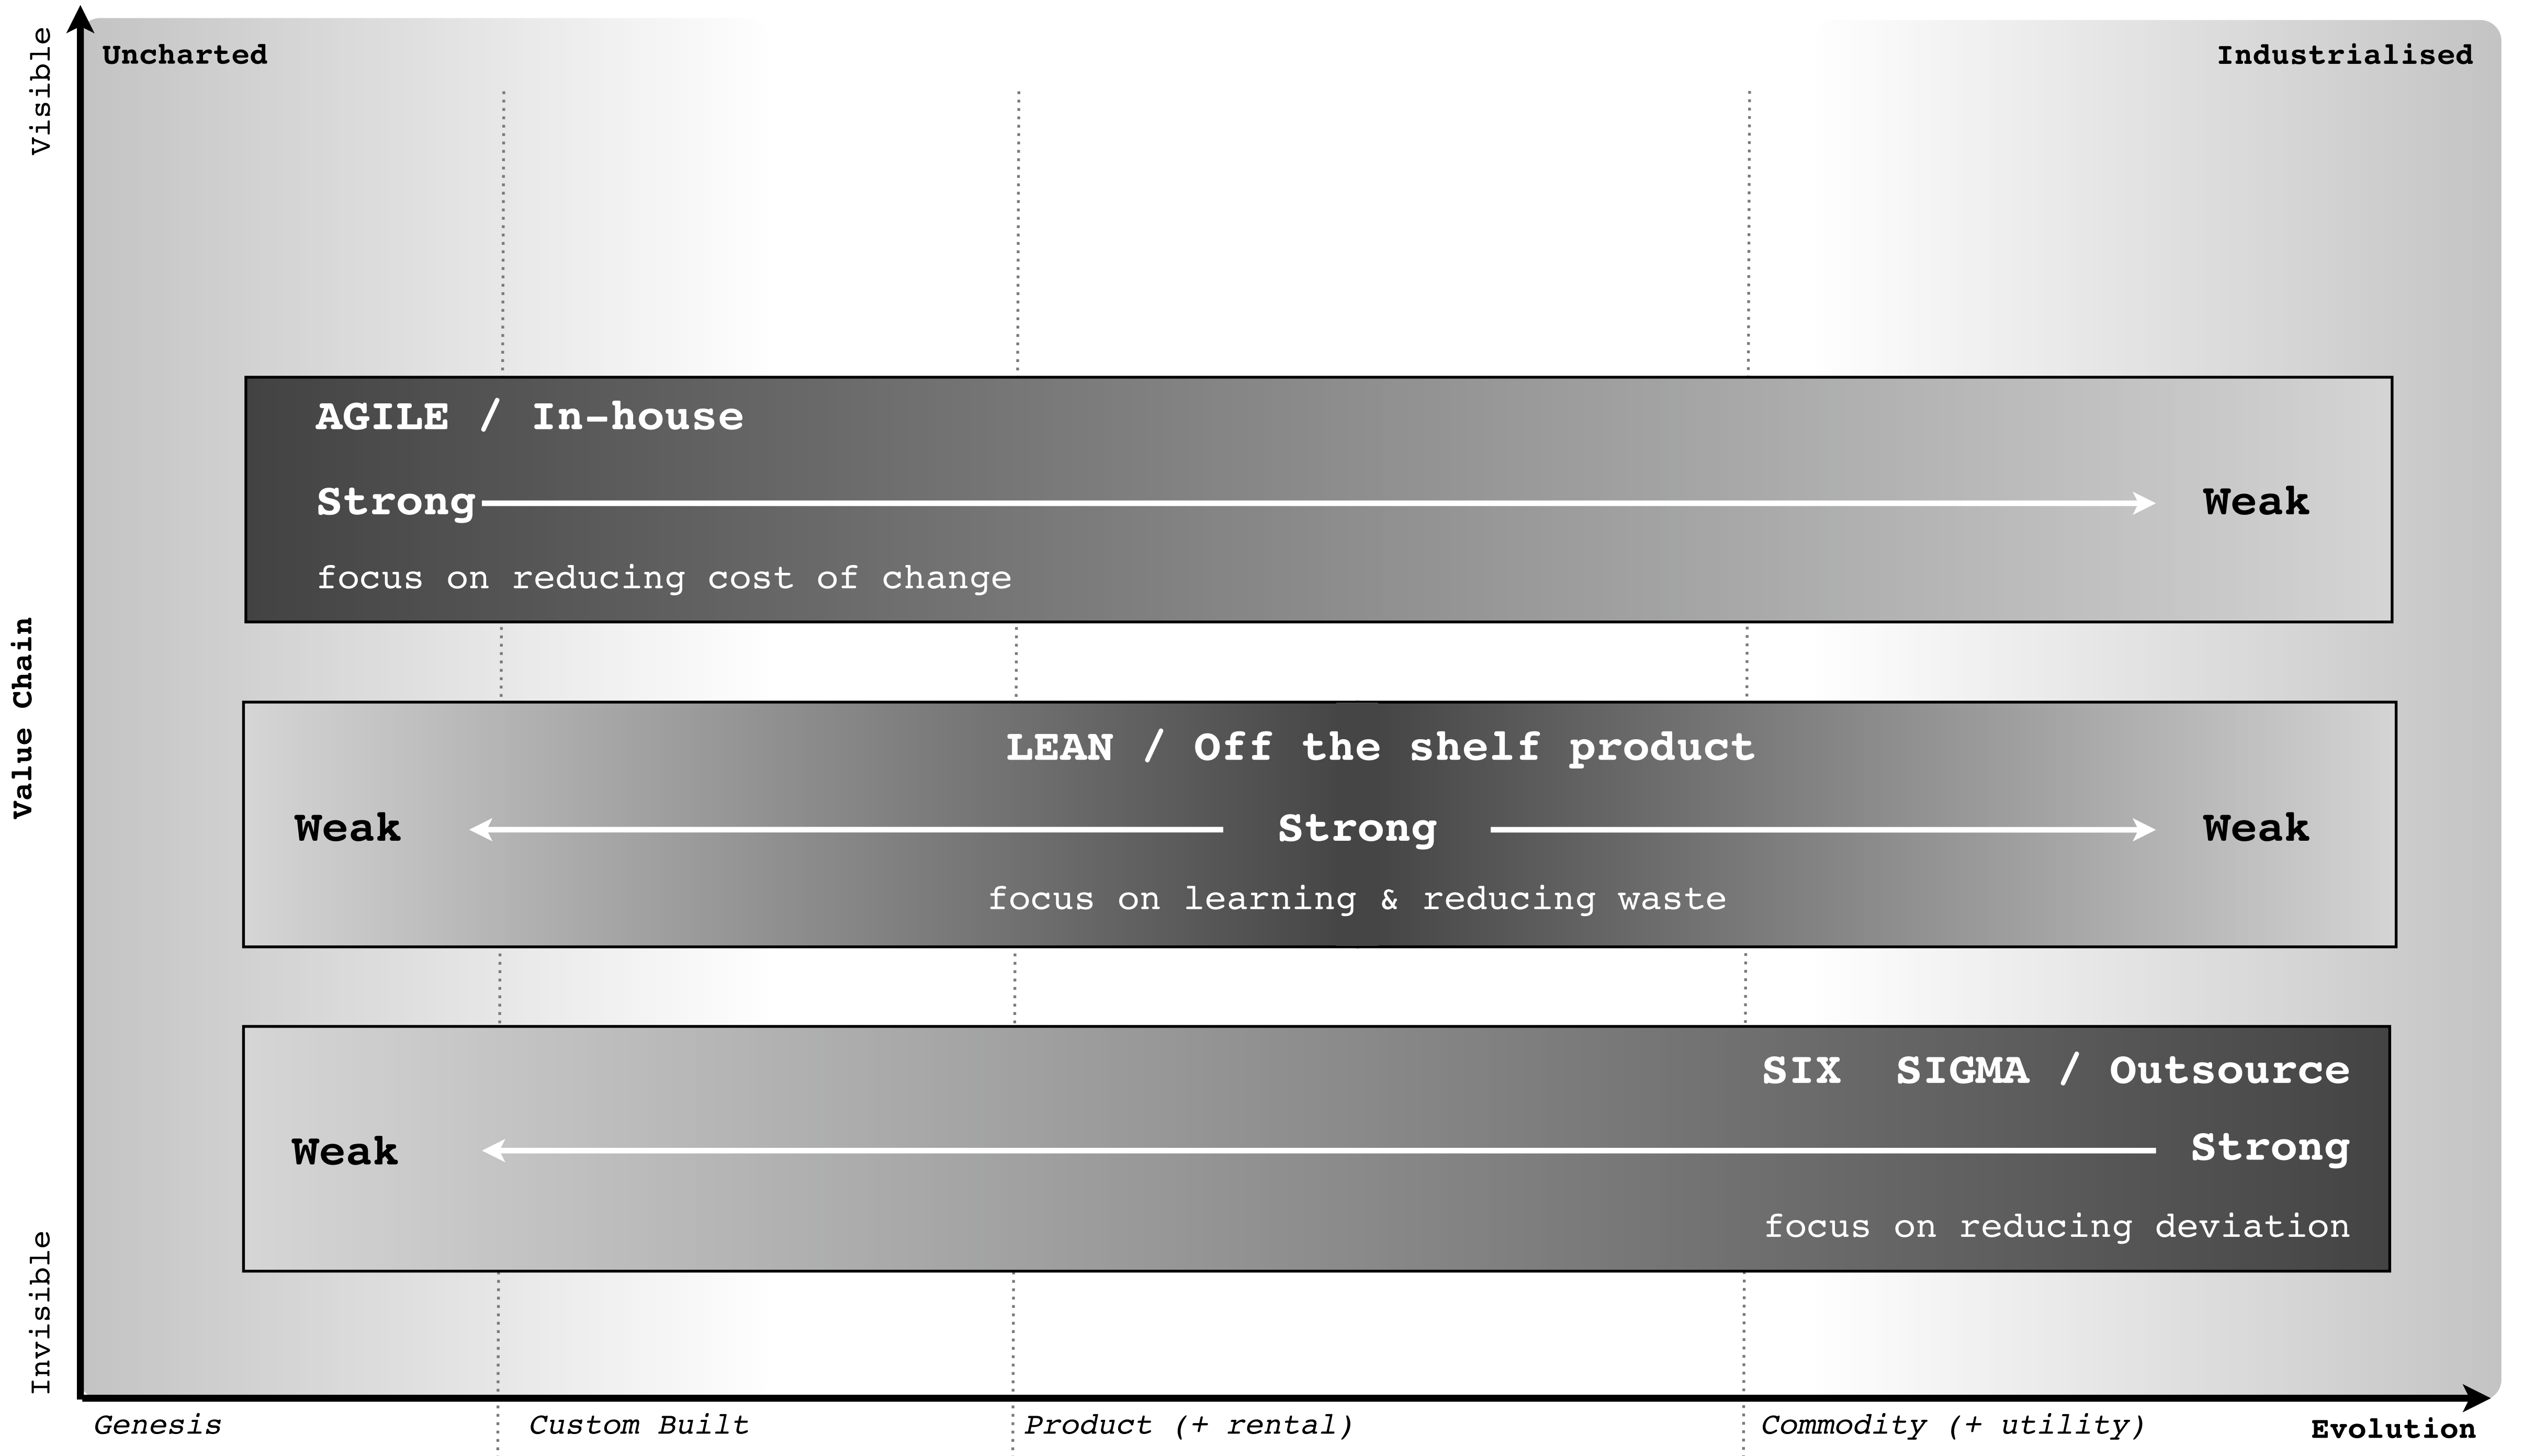 Visible
Uncharted
Industrialised
AGILE / In-house
Strong
Weak
focus on reducing cost of change
Value Chain
LEAN / Off the shelf product
Weak
Strong
Weak
focus on learning & reducing waste
SIX SIGMA / Outsource
Weak
Strong
focus on reducing deviation
Invisible
Genesis
Custom Built
Product (+ rental)
Commodity (+ utility)
Evolution